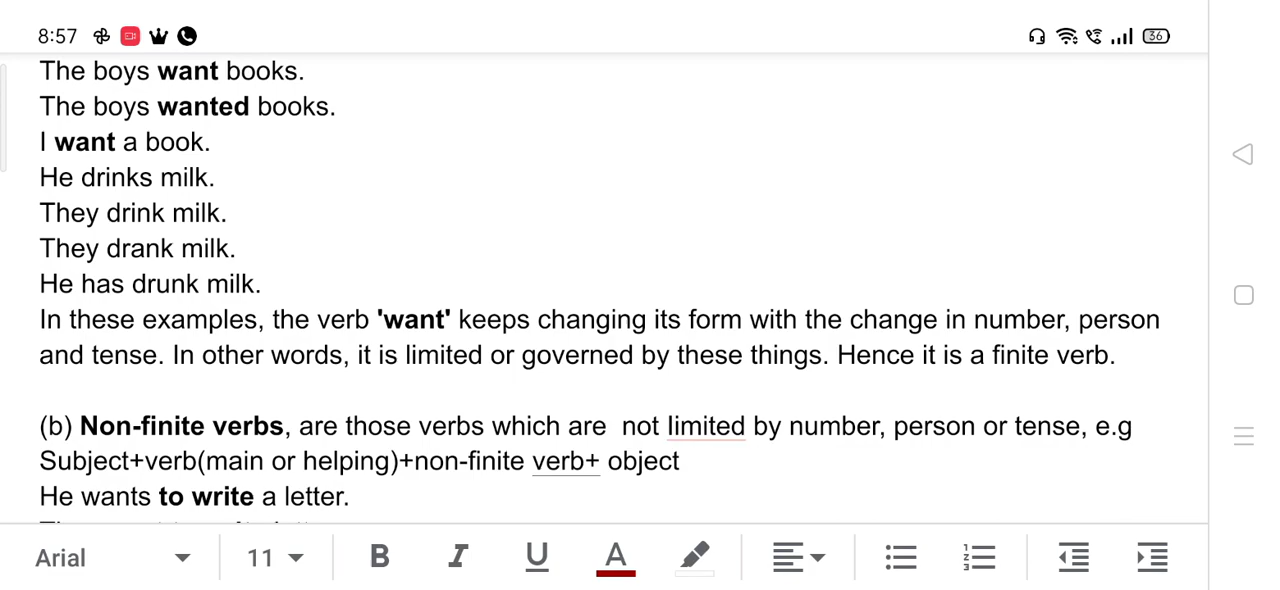 8:57
36
The boys want books.
The boys wanted books.
I want a book.
He drinks milk.
They drink milk.
They drank milk.
He has drunk milk.
In these examples, the verb 'want' keeps changing its form with the change in number, person
and tense. In other words, it is limited or governed by these things. Hence it is a finite verb.
(b) Non-finite verbs, are those verbs which are  not limited by number, person or tense, e.g
Subject+verb(main or helping)+non-finite verb+ object
He wants to write a letter.
Arial 11 B I U A